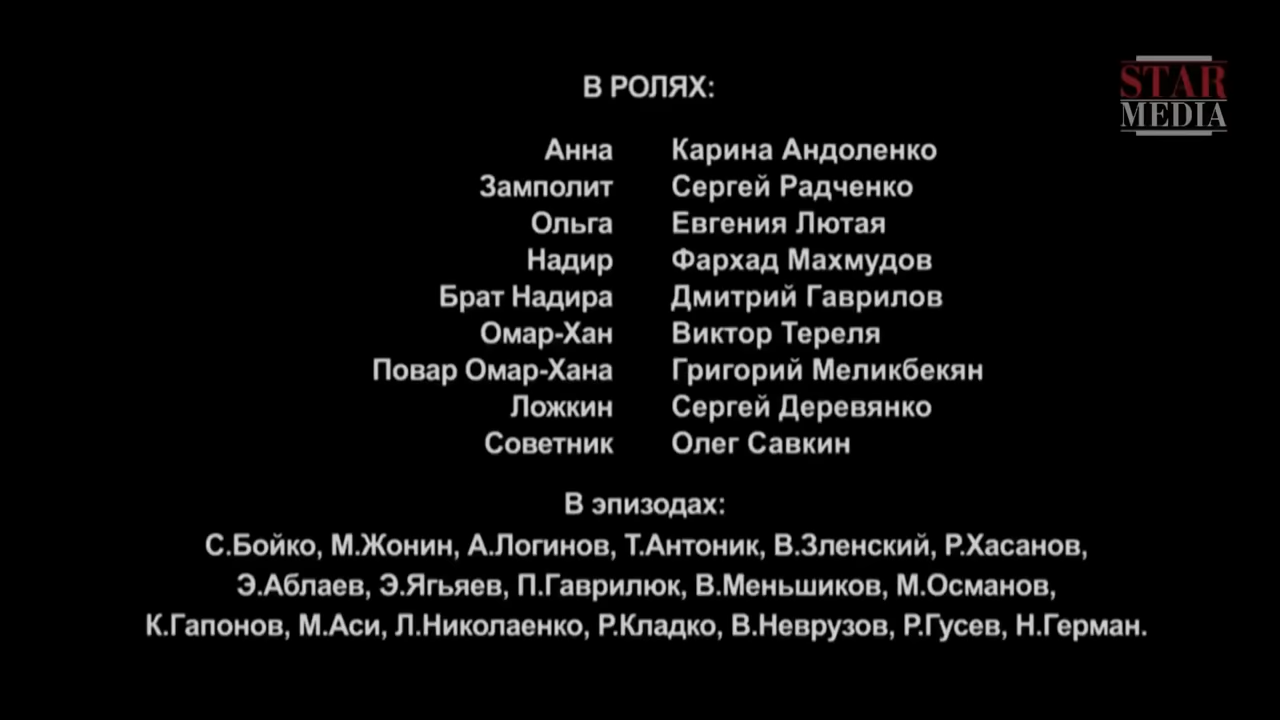 STAR
MEDIA
В РОЛЯХ:
Анна Карина Андоленко
Замполит Сергей Радченко
Ольга Евгения Лютая
Надир Фархад Махмудов
Брат Надира Дмитрий Гаврилов
Омар-Хан Виктор Тереля
Повар Омар-Хана Григорий Меликбекян
Ложкин Сергей Деревянко
Советник Олег Савкин
В эпизодах:
С.Бойко, М.Жонин, А.Логинов, Т.Антоник, В.Зленский, Р.Хасанов,
Э.Аблаев, Э.Ягьяев, П.Гаврилюк, В.Меньшиков, М.Османов,
К.Гапонов, М.Аси, Л.Николаенко, Р.Кладко, В.Неврузов, Р.Гусев, Н.Герман.